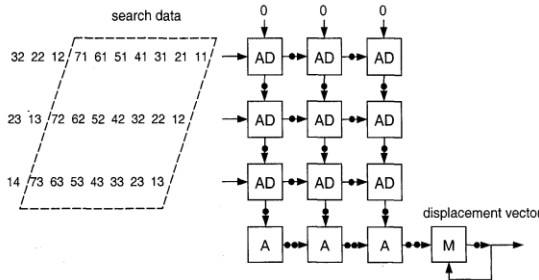 search data
0 0 0
32 22 12 71 61 51 41 31 21 11 AD AD AD
23 13 72 62 52 42 32 22 12 AD AD AD
14 73 63 53 43 33 23 13 AD AD AD
displacement vector
A A A M